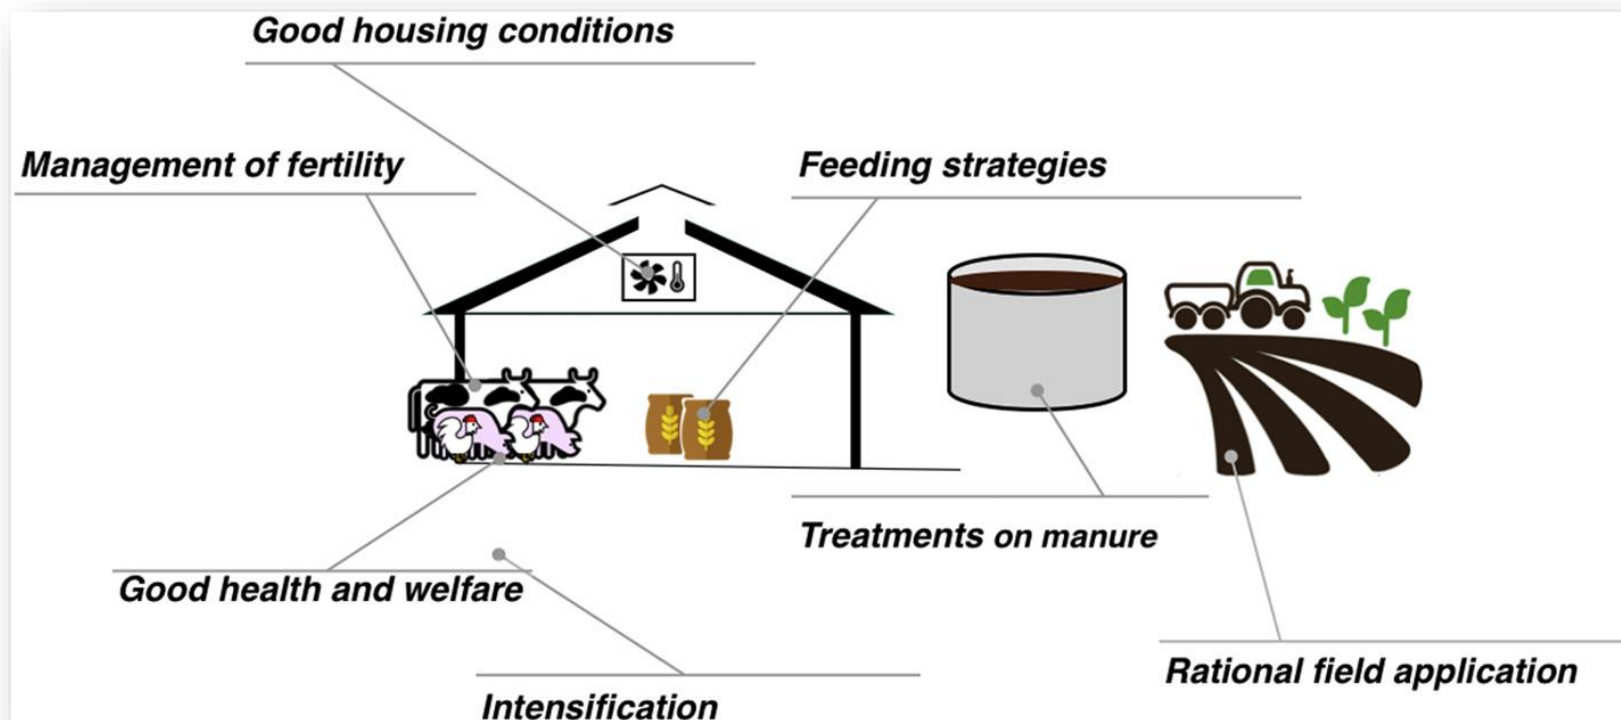 Good housing conditions
Management of fertility
Feeding strategies
Treatments on manure
Good health and welfare
Rational field application
Intensification